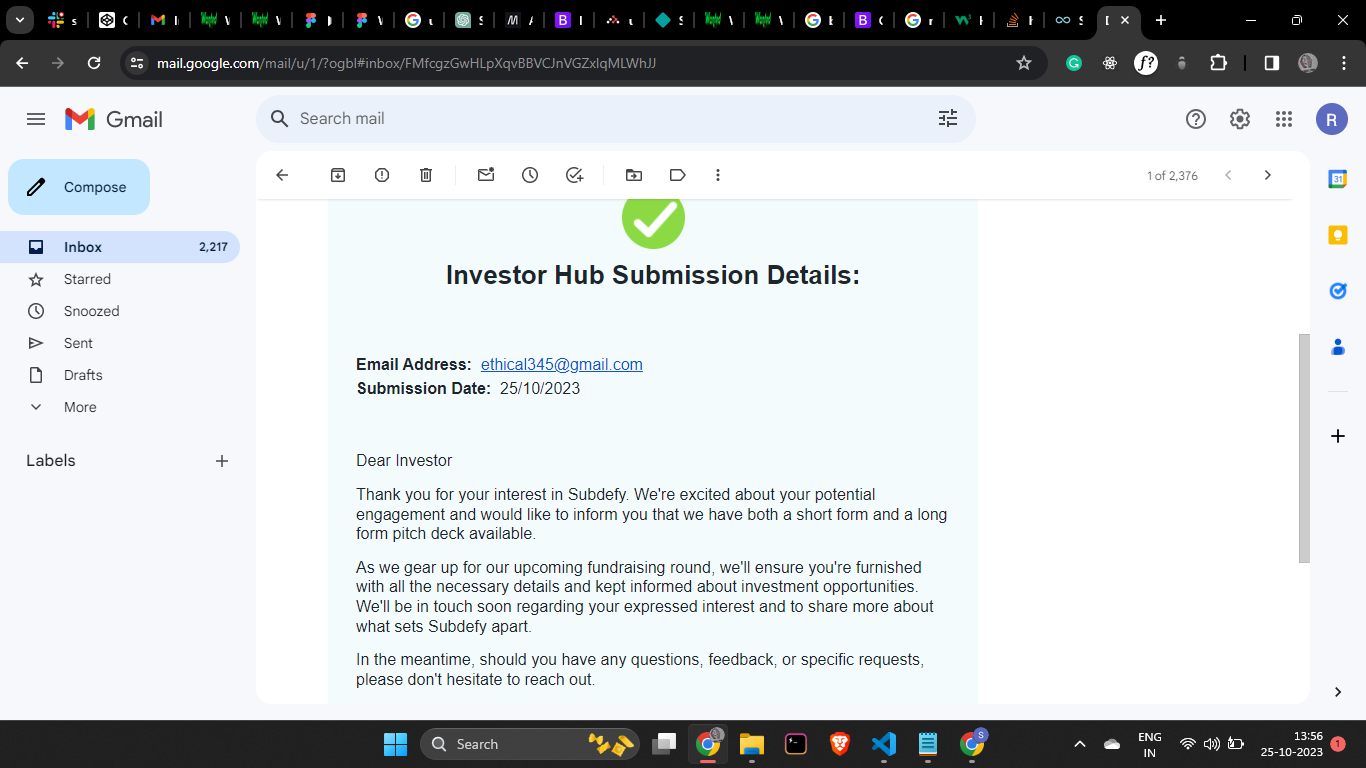 mail.google.com/mail/u/1/?ogbl#inbox/FMfcgzGwHLpXqvBBVCJnVGZxlqMLWhJJ
Gmail
Search mail
R
Compose
1 of 2,376
Inbox 2,217
Starred
Snoozed
Sent
Drafts
More
Labels
Investor Hub Submission Details:
Email Address: ethical345@gmail.com
Submission Date: 25/10/2023
Dear Investor
Thank you for your interest in Subdefy. We're excited about your potential
engagement and would like to inform you that we have both a short form and a long
form pitch deck available.
As we gear up for our upcoming fundraising round, we'll ensure you're furnished
with all the necessary details and kept informed about investment opportunities.
We'll be in touch soon regarding your expressed interest and to share more about
what sets Subdefy apart.
In the meantime, should you have any questions, feedback, or specific requests,
please don't hesitate to reach out.
31
Search
S
ENG
IN
13:56
25-10-2023
1